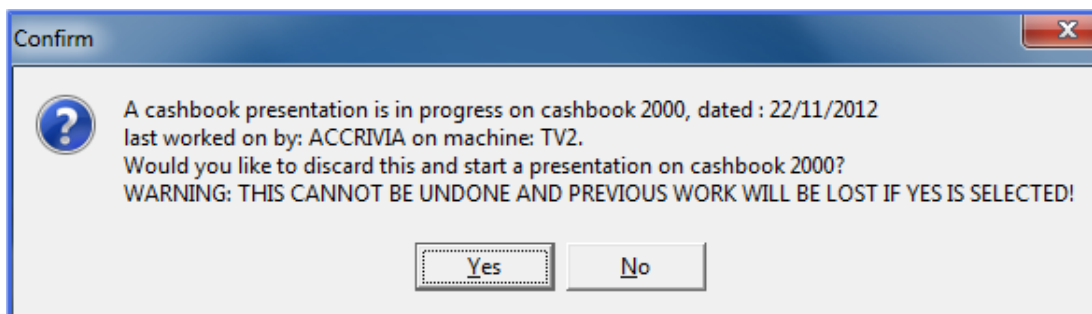 Confirm
x
A cashbook presentation is in progress on cashbook 2000, dated : 22/11/2012
last worked on by: ACCRIVIA on machine: TV2.
Would you like to discard this and start a presentation on cashbook 2000?
WARNING: THIS CANNOT BE UNDONE AND PREVIOUS WORK WILL BE LOST IF YES IS SELECTED!
Yes No